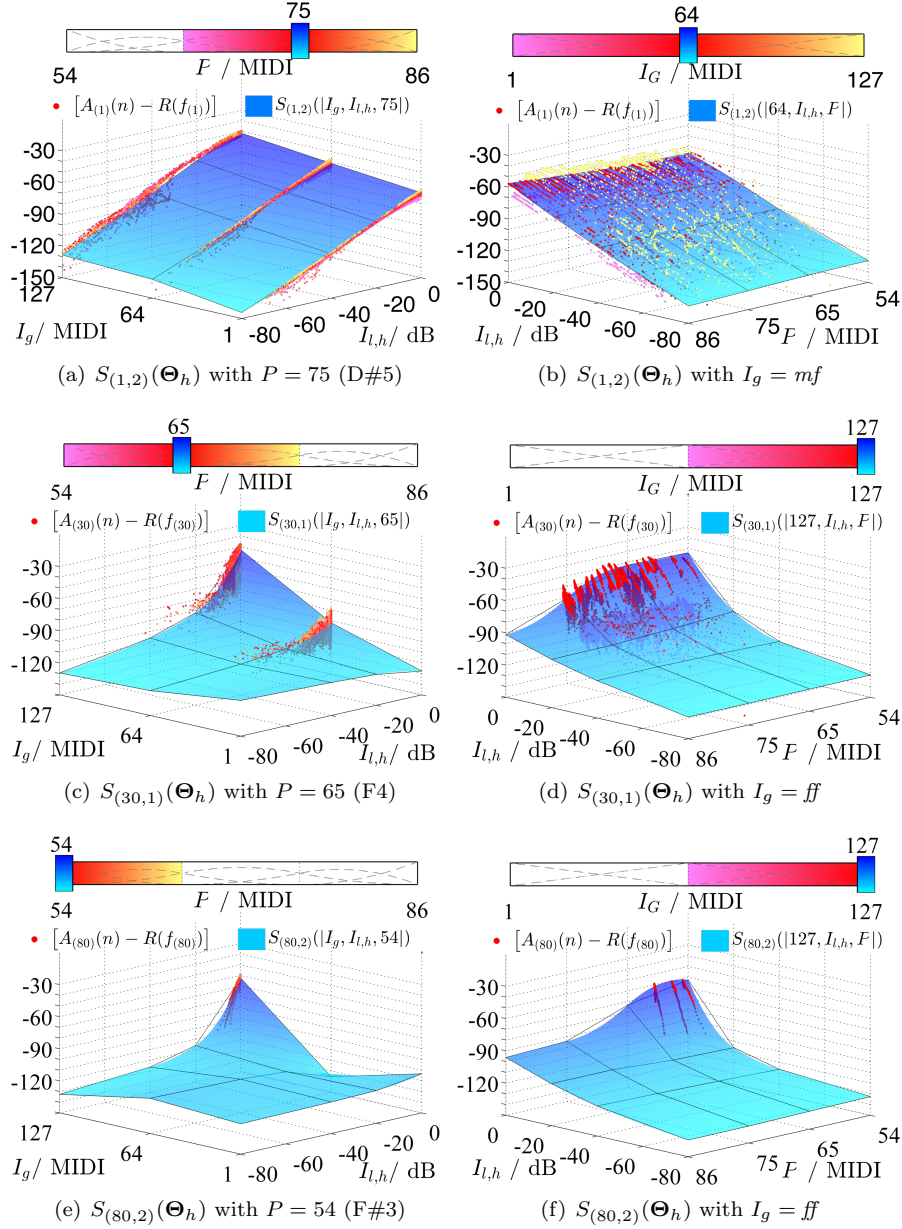 75
54 P / MIDI 86
[A(1)(n) − R(f(1))] S(1,2)(|Ig, Il,h, 75|)
-30
-60
-90
-120
-150
127 64 1
Ig/ MIDI
-80 -60 -40 -20 0
Il,h / dB
(a) S(1,2)(Θh) with P = 75 (D#5)
64
1 IG / MIDI 127
[A(1)(n) − R(f(1))] S(1,2)(|64, Il,h, P|)
-30
-60
-90
-120
-150
0 -20 -40 -60 -80
Il,h / dB
86 75 65 54
P / MIDI
(b) S(1,2)(Θh) with Ig = mf
65
54 P / MIDI 86
[A(30)(n) − R(f(30))] S(30,1)(|Ig, Il,h, 65|)
-30
-60
-90
-120
127 64 1
Ig/ MIDI
-80 -60 -40 -20 0
Il,h / dB
(c) S(30,1)(Θh) with P = 65 (F4)
127
1 IG / MIDI 127
[A(30)(n) − R(f(30))] S(30,1)(|127, Il,h, P|)
-30
-60
-90
-120
0 -20 -40 -60 -80
Il,h / dB
86 75 65 54
P / MIDI
(d) S(30,1)(Θh) with Ig = ff
54
54 P / MIDI 86
[A(80)(n) − R(f(80))] S(80,2)(|Ig, Il,h, 54|)
-30
-60
-90
-120
127 64 1
Ig/ MIDI
-80 -60 -40 -20 0
Il,h / dB
(e) S(80,2)(Θh) with P = 54 (F#3)
127
1 IG / MIDI 127
[A(80)(n) − R(f(80))] S(80,2)(|127, Il,h, P|)
-30
-60
-90
-120
0 -20 -40 -60 -80
Il,h / dB
86 75 65 54
P / MIDI
(f) S(80,2)(Θh) with Ig = ff